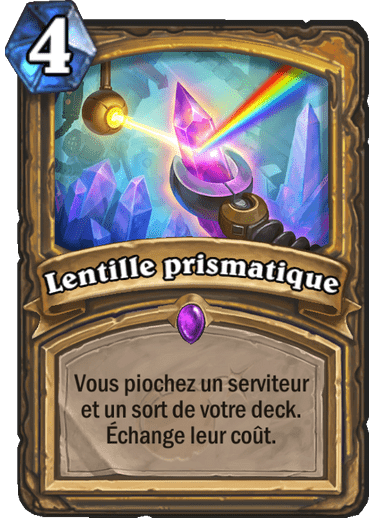 4
Lentille prismatique
Vous piochez un serviteur
et un sort de votre deck.
Échange leur coût.